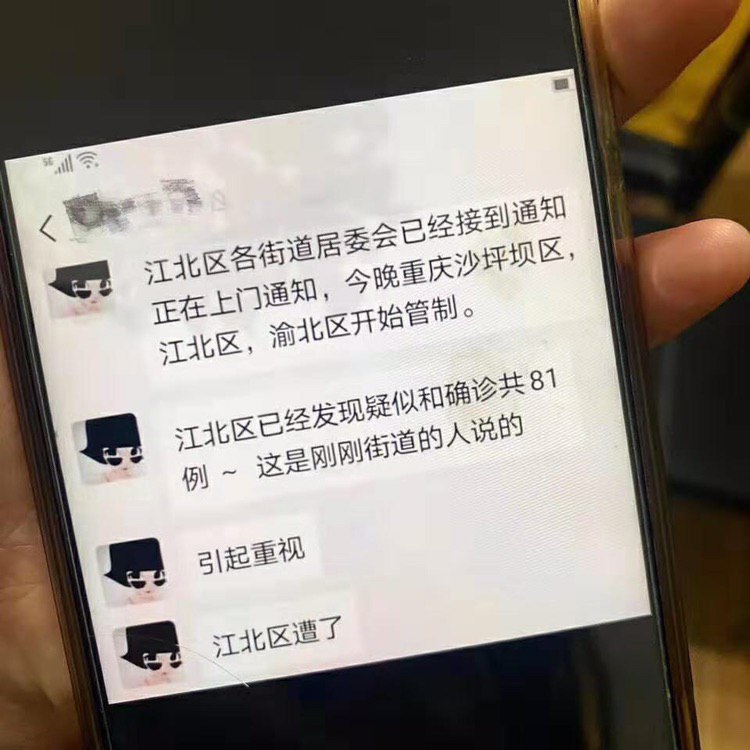 5G
江北区各街道居委会已经接到通知
正在上门通知，今晚重庆沙坪坝区，
江北区，渝北区开始管制。
江北区已经发现疑似和确诊共81
例 ～ 这是刚刚街道的人说的
引起重视
江北区遭了